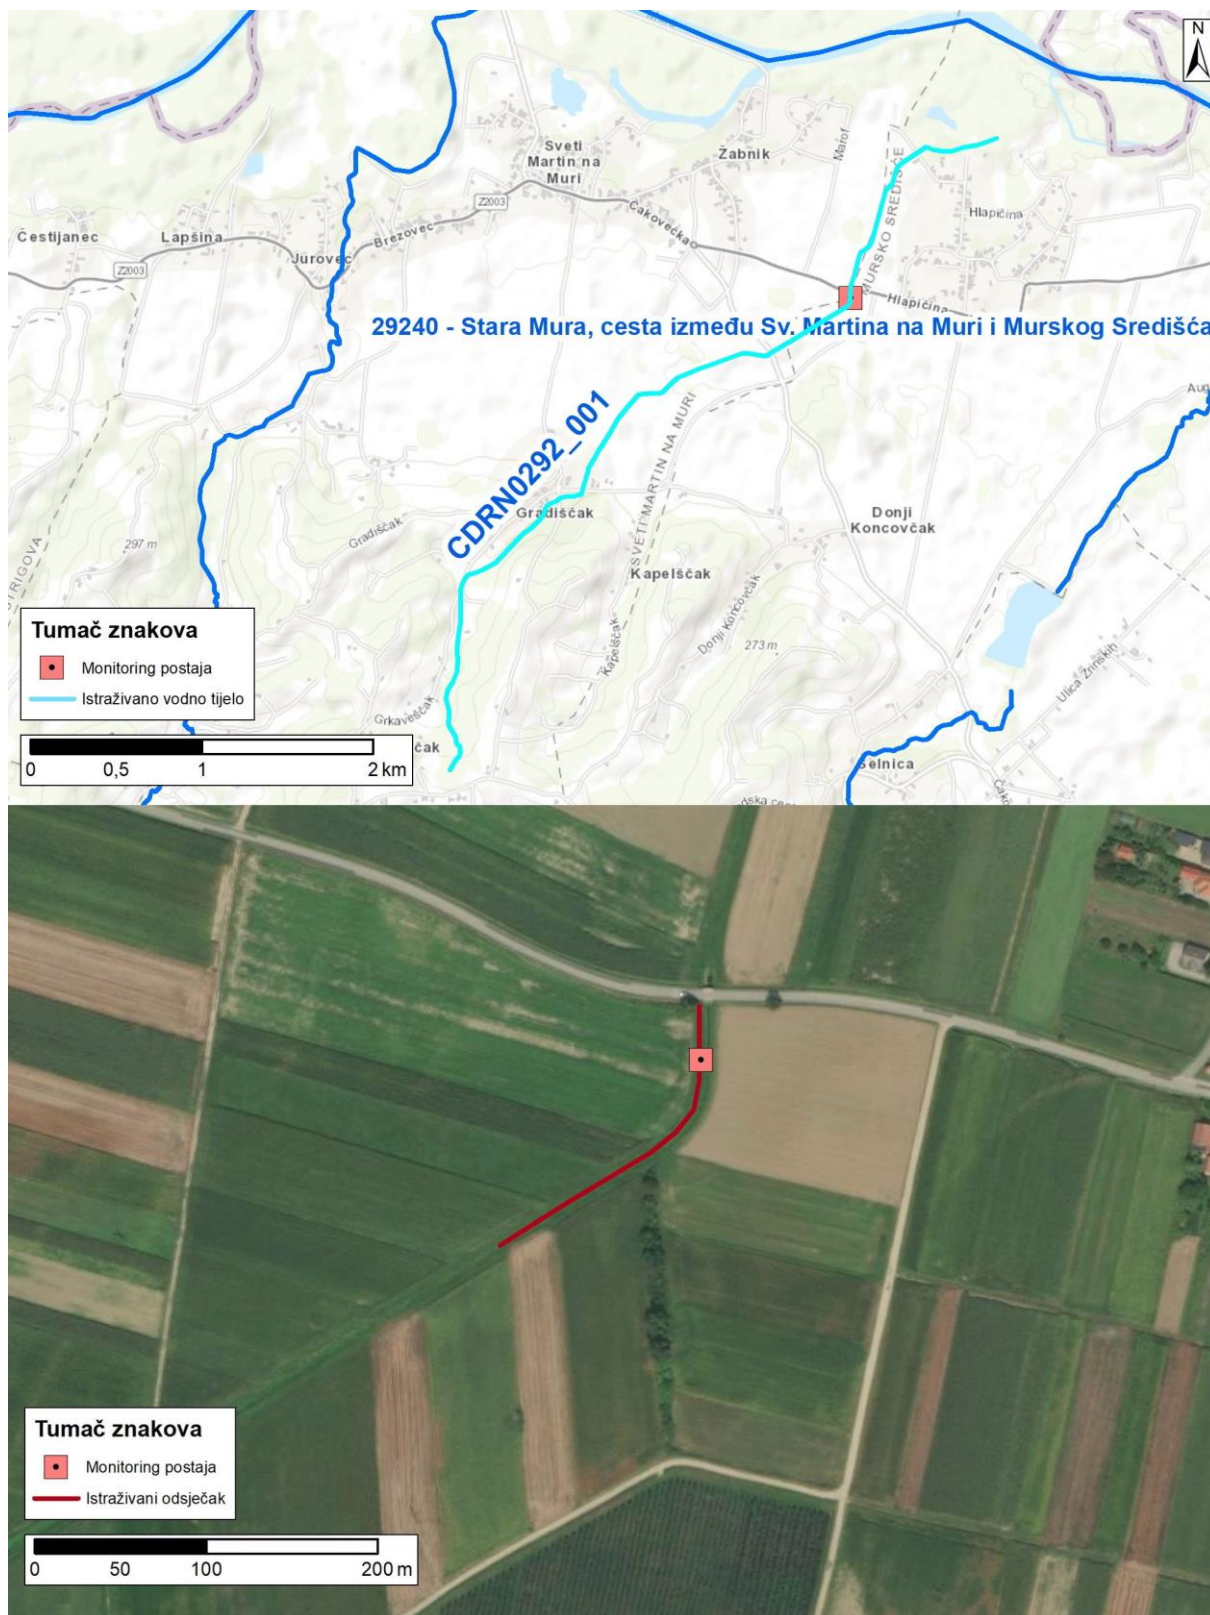 N
Sveti
Martin na
Muri
Žabnik
Marof
MURSKO SREDIŠĆE
Z2003
Čakovečka
Hlapičina
Čestijanec
Lapšina
Brezovec
Jurovec
Z2003
Hlapičina
29240 - Stara Mura, cesta između Sv. Martina na Muri i Murskog Središća
CDRN0292_001
SVETI MARTIN NA MURI
Gradiščak
Gradiščak
Donji
Koncovčak
297 m
Kapelščak
Kapelščak
Donji Koncovčak
273 m
Ulica Zrinskih
Grkaveščak
Selnica
Tumač znakova
Monitoring postaja
Istraživano vodno tijelo
0
0,5
1
2 km
Tumač znakova
Monitoring postaja
Istraživani odsječak
0
50
100
200 m